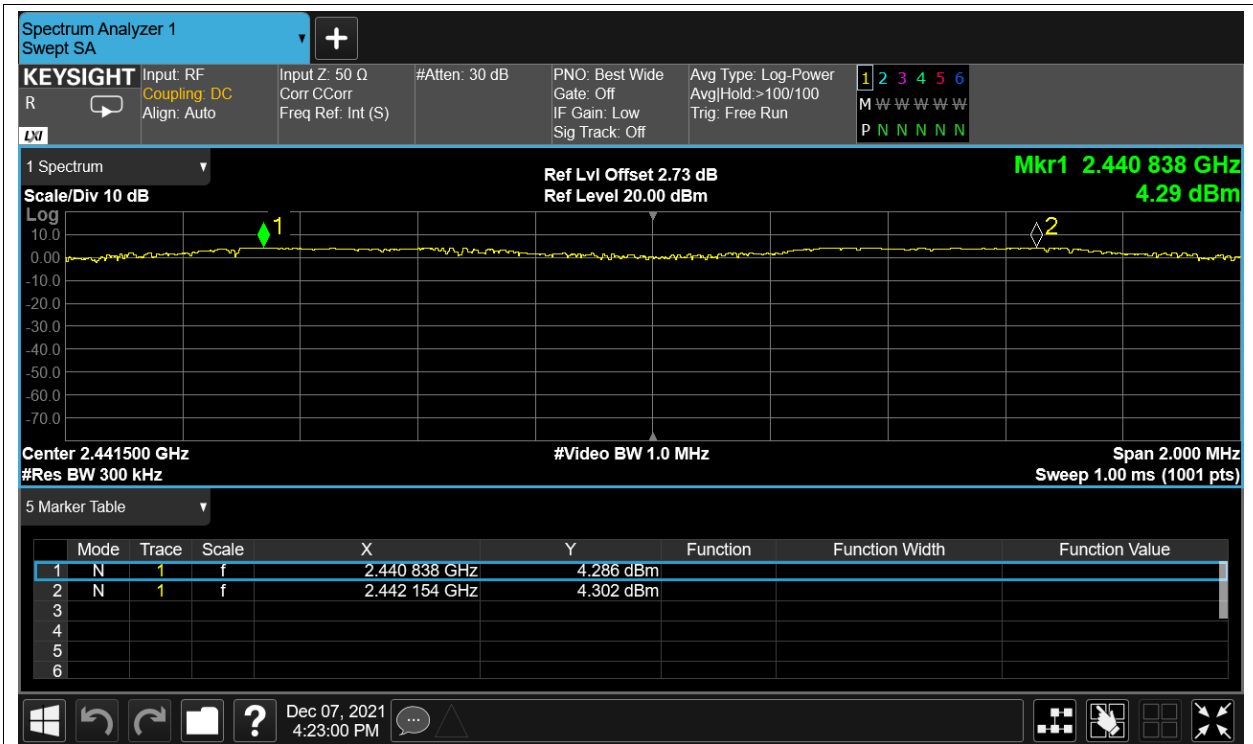 Spectrum Analyzer 1
Swept SA
+
KEYSIGHT Input: RF Input Z: 50 Ω #Atten: 30 dB PNO: Best Wide Avg Type: Log-Power 1 2 3 4 5 6
R Coupling: DC Corr CCorr Gate: Off Avg|Hold:>100/100 M W W W W W
Align: Auto Freq Ref: Int (S) IF Gain: Low Trig: Free Run
LXI Sig Track: Off P N N N N N
1 Spectrum Ref Lvl Offset 2.73 dB Mkr1 2.440 838 GHz
Scale/Div 10 dB Ref Level 20.00 dBm 4.29 dBm
Log
1 2
10.0
0.00
-10.0
-20.0
-30.0
-40.0
-50.0
-60.0
-70.0
Center 2.441500 GHz #Video BW 1.0 MHz Span 2.000 MHz
#Res BW 300 kHz Sweep 1.00 ms (1001 pts)
5 Marker Table
Mode Trace Scale X Y Function Function Width Function Value
1 N 1 f 2.440 838 GHz 4.286 dBm
2 N 1 f 2.442 154 GHz 4.302 dBm
3
4
5
6
? Dec 07, 2021
4:23:00 PM